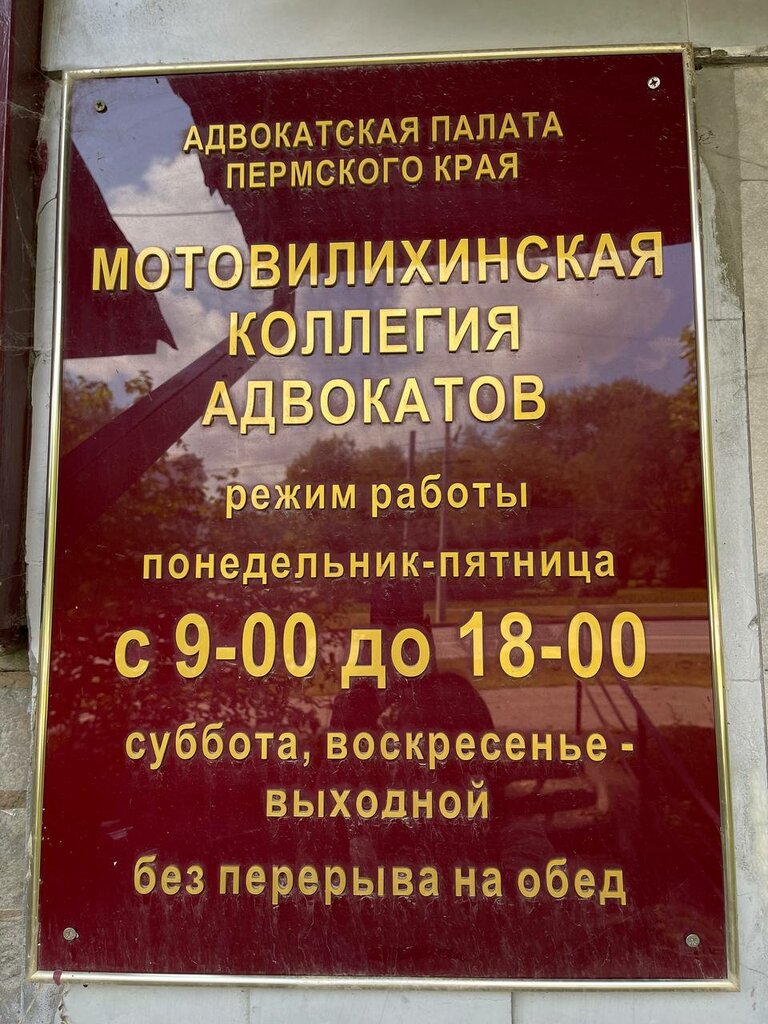 АДВОКАТСКАЯ ПАЛАТА
ПЕРМСКОГО КРАЯ
МОТОВИЛИХИНСКАЯ
КОЛЛЕГИЯ
АДВОКАТОВ
режим работы
понедельник-пятница
с 9-00 до 18-00
суббота, воскресенье -
выходной
без перерыва на обед